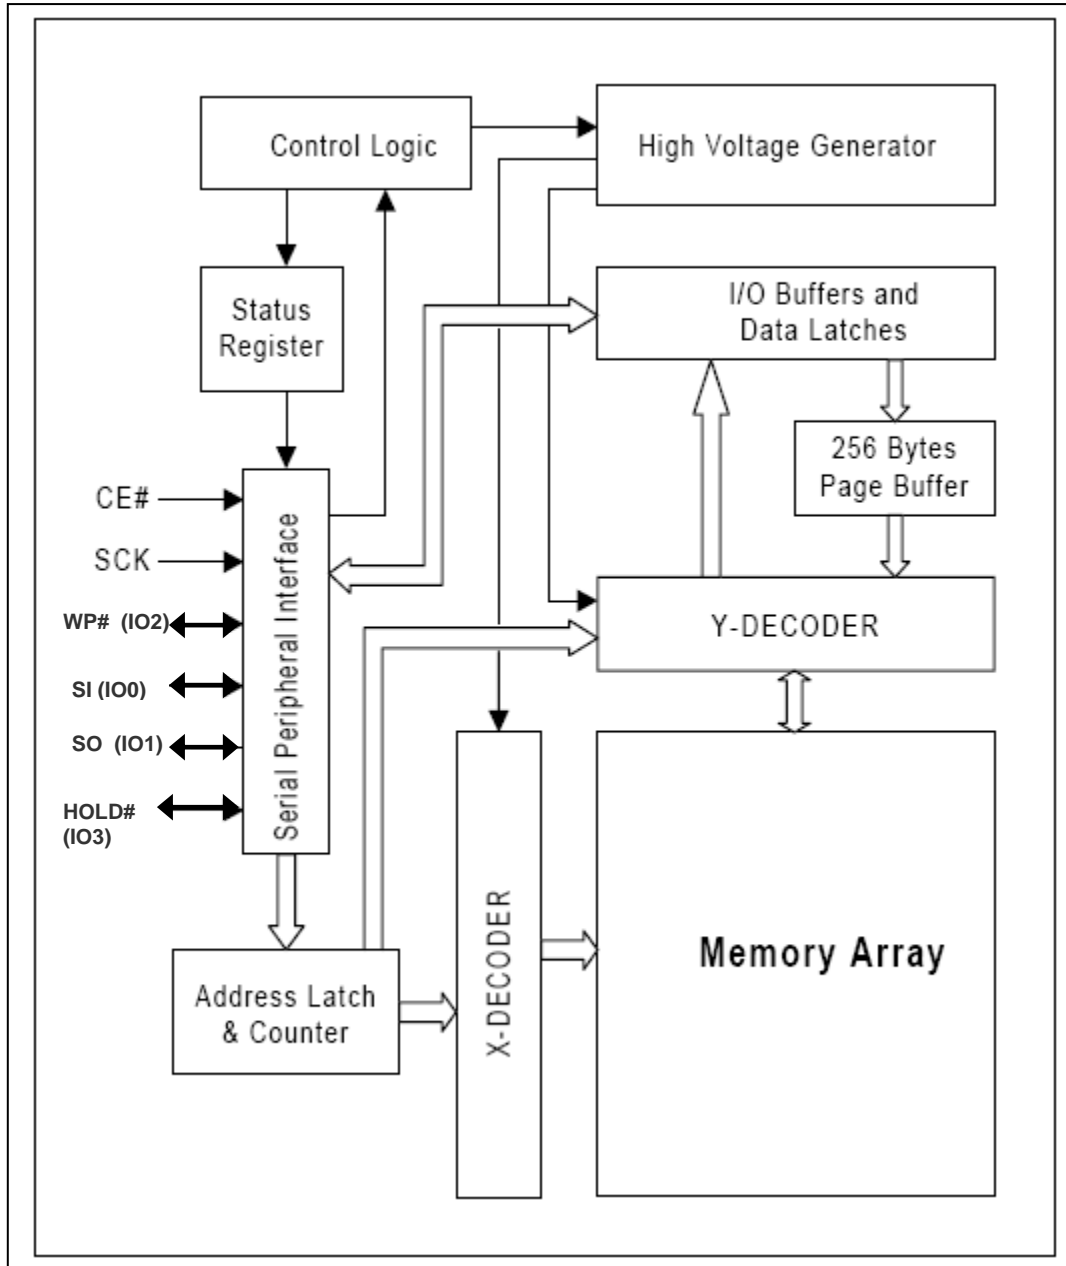 Control Logic
High Voltage Generator
Status
Register
I/O Buffers and
Data Latches
256 Bytes
Page Buffer
CE#
SCK
WP# (IO2)
SI (IO0)
SO (IO1)
HOLD#
(IO3)
Serial Peripheral Interface
Y-DECODER
Address Latch
& Counter
X-DECODER
Memory Array